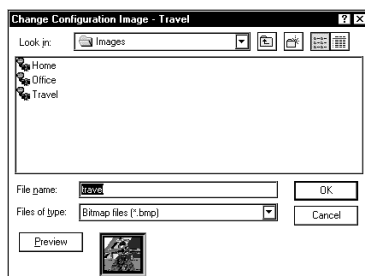 Change Configuration Image - Travel
Look in: Images
Home
Office
Travel
File name: travel OK
Files of type: Bitmap files (*.bmp) Cancel
Preview